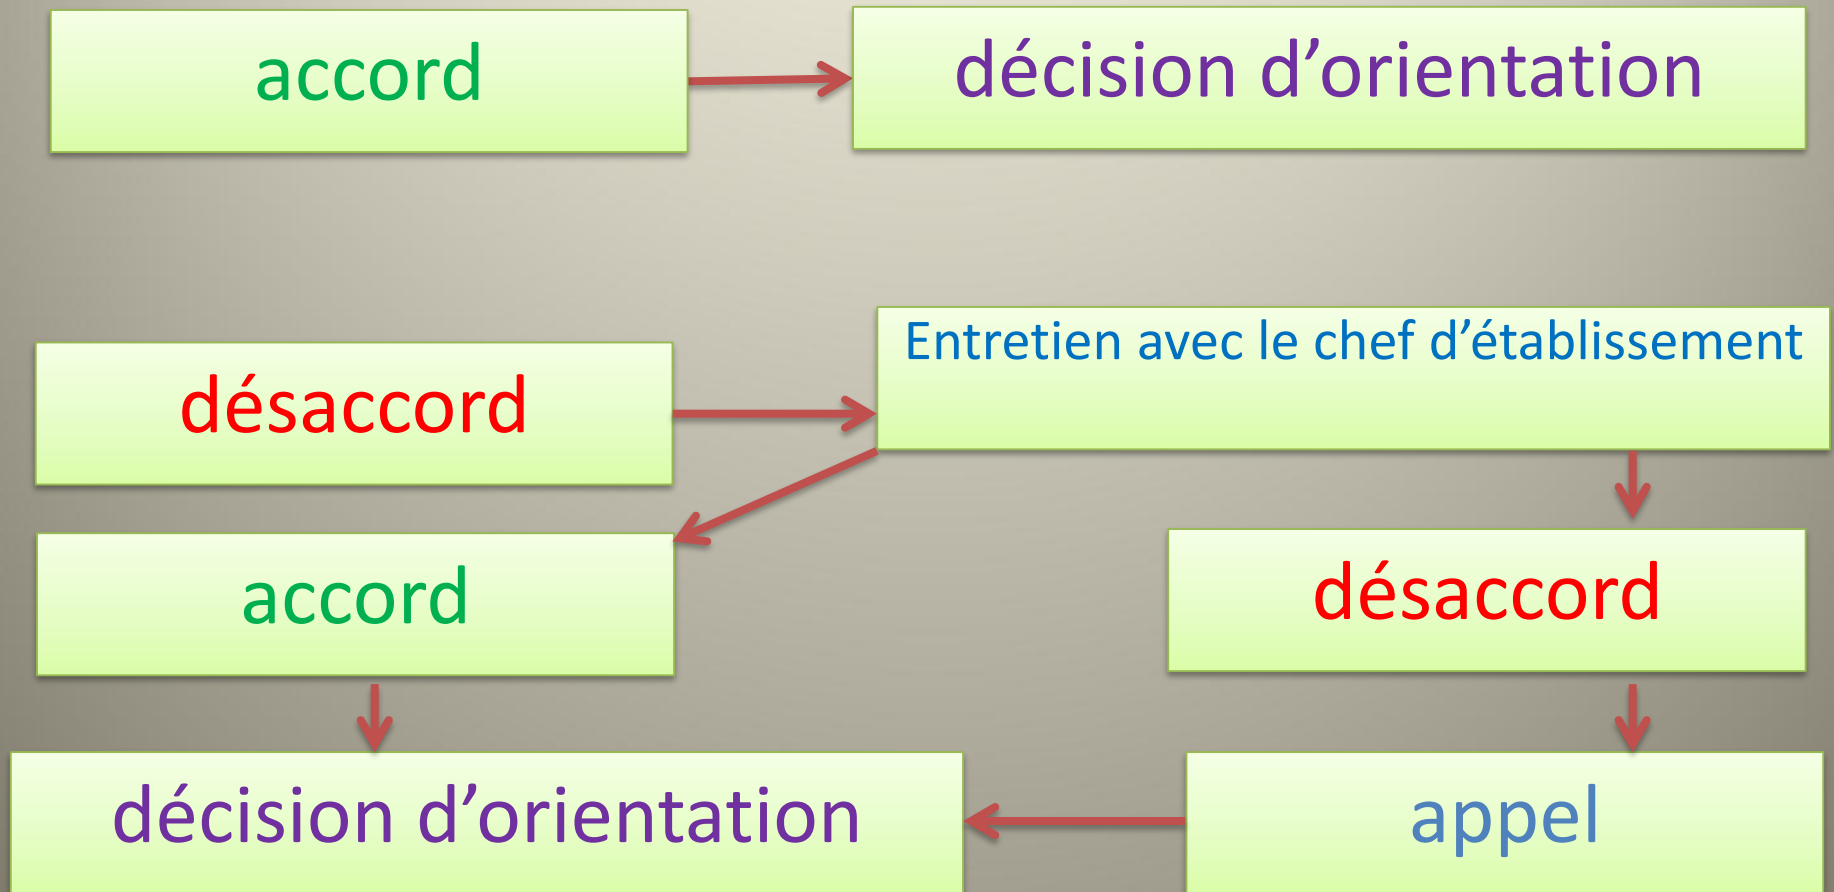 accord
décision d’orientation
Entretien avec le chef d’établissement
désaccord
accord
désaccord
décision d’orientation
appel